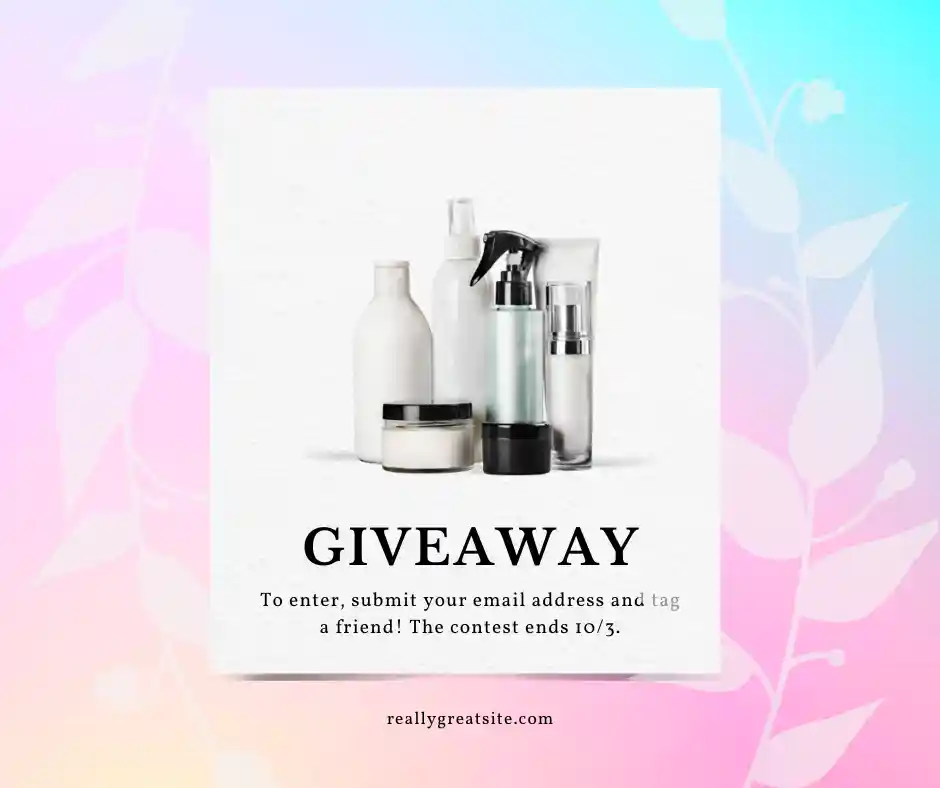 GIVEAWAY
To enter, submit your email address and tag
a friend! The contest ends 10/3.
reallygreatsite.com